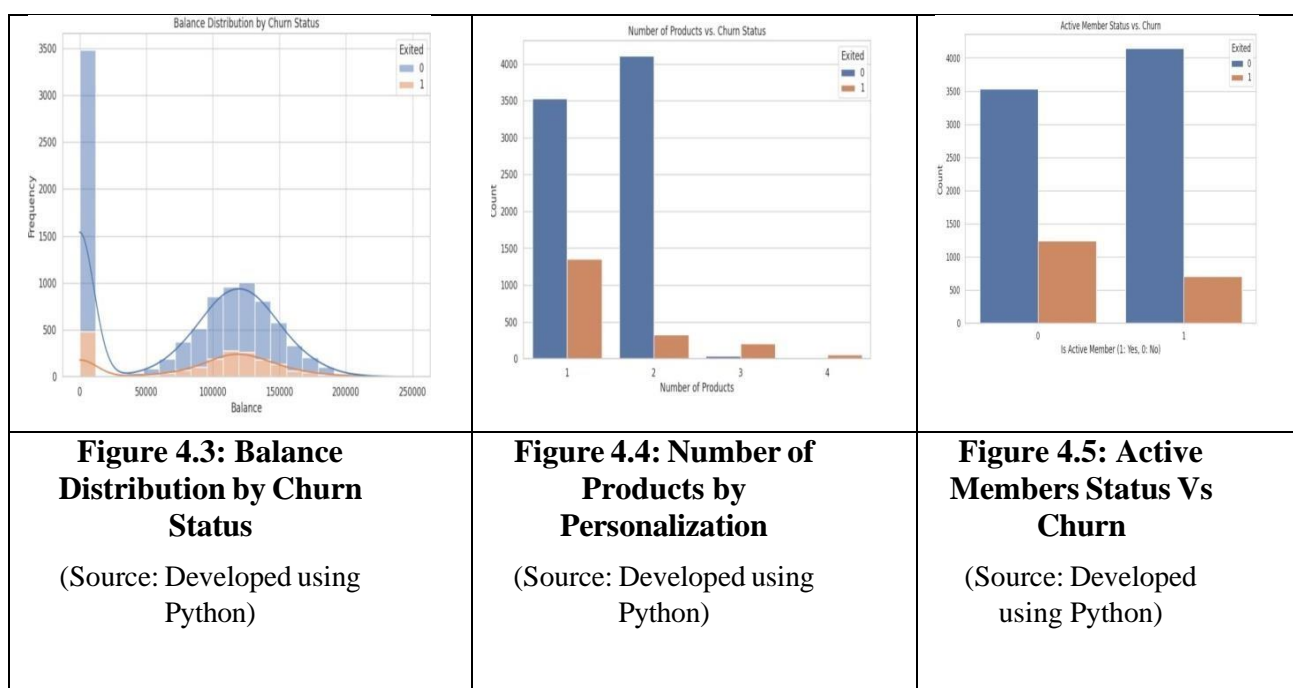 Balance Distribution by Churn Status
Exited
0
1
3500
3000
2500
2000
1500
1000
500
0
Frequency
0 50000 100000 150000 200000 250000
Balance
Number of Products vs. Churn Status
Exited
0
1
4000
3500
3000
2500
2000
1500
1000
500
0
Count
1 2 3 4
Number of Products
Active Member Status vs. Churn
Exited
0
1
4000
3500
3000
2500
2000
1500
1000
500
0
Count
0 1
Is Active Member (1: Yes, 0: No)
Figure 4.3: Balance
Distribution by Churn
Status
(Source: Developed using
Python)
Figure 4.4: Number of
Products by
Personalization
(Source: Developed using
Python)
Figure 4.5: Active
Members Status Vs
Churn
(Source: Developed
using Python)